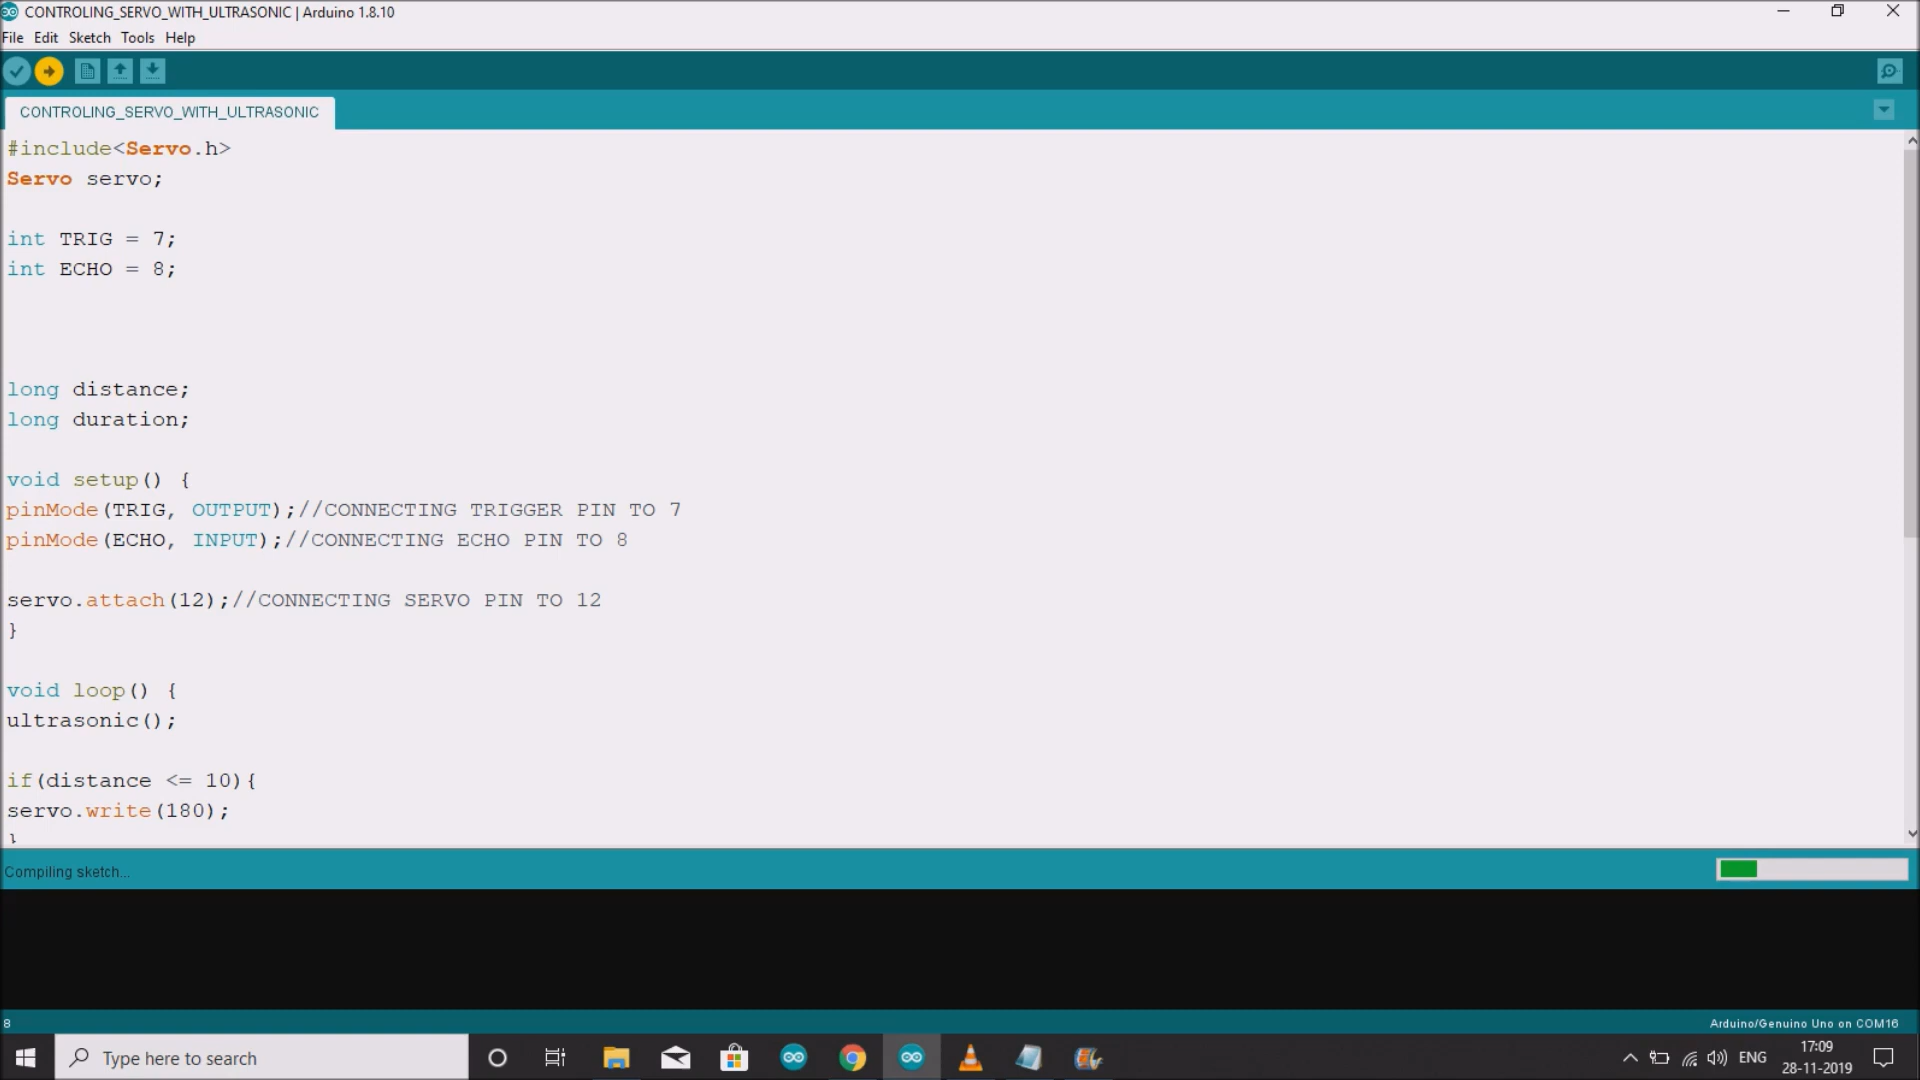 CONTROLING_SERVO_WITH_ULTRASONIC | Arduino 1.8.10
File Edit Sketch Tools Help
CONTROLING_SERVO_WITH_ULTRASONIC
#include<Servo.h>
Servo servo;
int TRIG = 7;
int ECHO = 8;
long distance;
long duration;
void setup() {
pinMode(TRIG, OUTPUT);//CONNECTING TRIGGER PIN TO 7
pinMode(ECHO, INPUT);//CONNECTING ECHO PIN TO 8
servo.attach(12);//CONNECTING SERVO PIN TO 12
}
void loop() {
ultrasonic();
if(distance <= 10){
servo.write(180);
}
Compiling sketch...
8
Arduino/Genuino Uno on COM16
Type here to search
ENG
17:09
28-11-2019